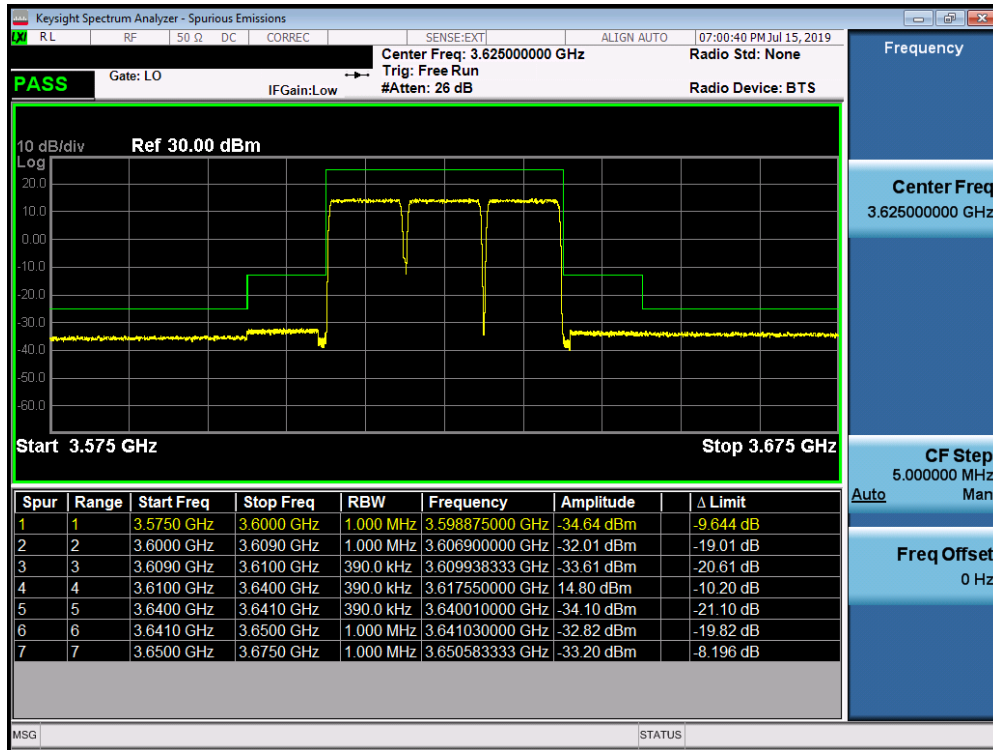 Keysight Spectrum Analyzer - Spurious Emissions
LXI RL RF 50 Ω DC CORREC SENSE:EXT ALIGN AUTO 07:00:40 PM Jul 15, 2019
Frequency
Center Freq: 3.625000000 GHz Radio Std: None
PASS Gate: LO Trig: Free Run
IFGain:Low #Atten: 26 dB Radio Device: BTS
10 dB/div Ref 30.00 dBm
Log
20.0
10.0
0.00
-10.0
-20.0
-30.0
-40.0
-50.0
-60.0
Start 3.575 GHz Stop 3.675 GHz
Spur Range Start Freq Stop Freq RBW Frequency Amplitude Δ Limit
1 1 3.5750 GHz 3.6000 GHz 1.000 MHz 3.598875000 GHz -34.64 dBm -9.644 dB
2 2 3.6000 GHz 3.6090 GHz 1.000 MHz 3.606900000 GHz -32.01 dBm -19.01 dB
3 3 3.6090 GHz 3.6100 GHz 390.0 kHz 3.609938333 GHz -33.61 dBm -20.61 dB
4 4 3.6100 GHz 3.6400 GHz 390.0 kHz 3.617550000 GHz 14.80 dBm -10.20 dB
5 5 3.6400 GHz 3.6410 GHz 390.0 kHz 3.640010000 GHz -34.10 dBm -21.10 dB
6 6 3.6410 GHz 3.6500 GHz 1.000 MHz 3.641030000 GHz -32.82 dBm -19.82 dB
7 7 3.6500 GHz 3.6750 GHz 1.000 MHz 3.650583333 GHz -33.20 dBm -8.196 dB
Center Freq
3.625000000 GHz
CF Step
5.000000 MHz
Auto Man
Freq Offset
0 Hz
MSG STATUS